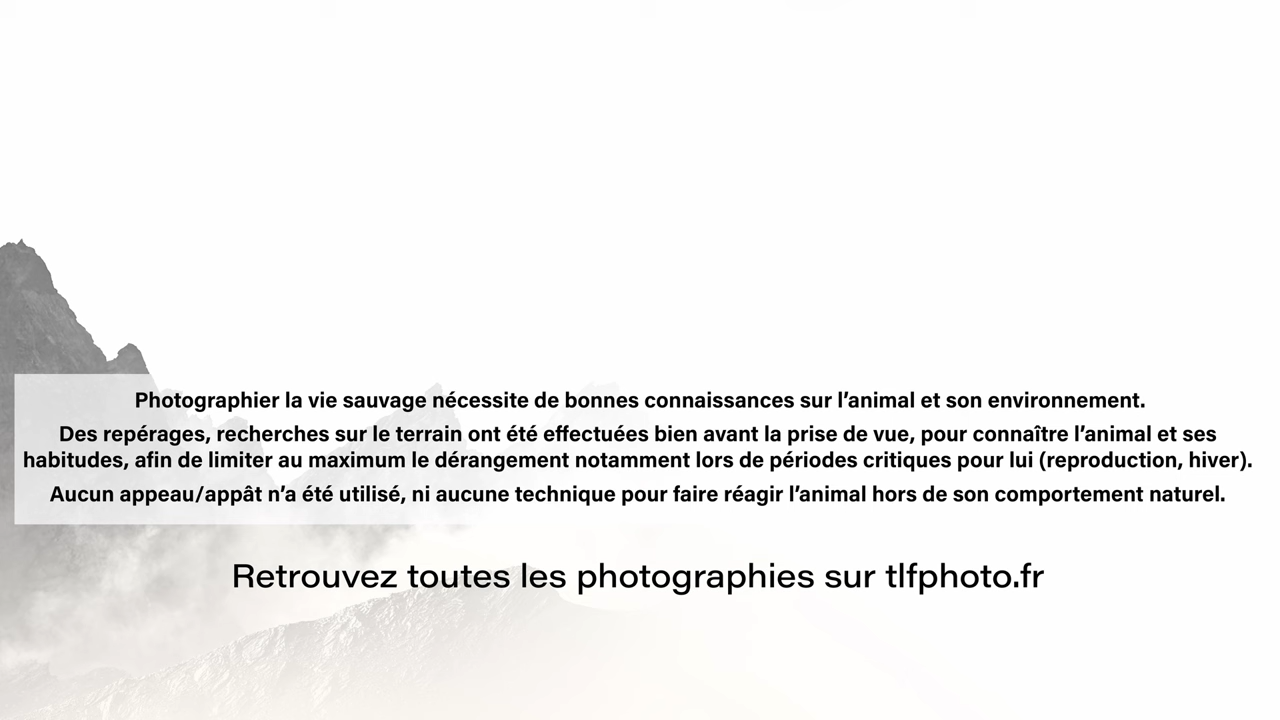 Photographier la vie sauvage nécessite de bonnes connaissances sur l’animal et son environnement.
Des repérages, recherches sur le terrain ont été effectuées bien avant la prise de vue, pour connaître l’animal et ses
habitudes, afin de limiter au maximum le dérangement notamment lors de périodes critiques pour lui (reproduction, hiver).
Aucun appeau/appât n’a été utilisé, ni aucune technique pour faire réagir l’animal hors de son comportement naturel.
Retrouvez toutes les photographies sur tlfphoto.fr